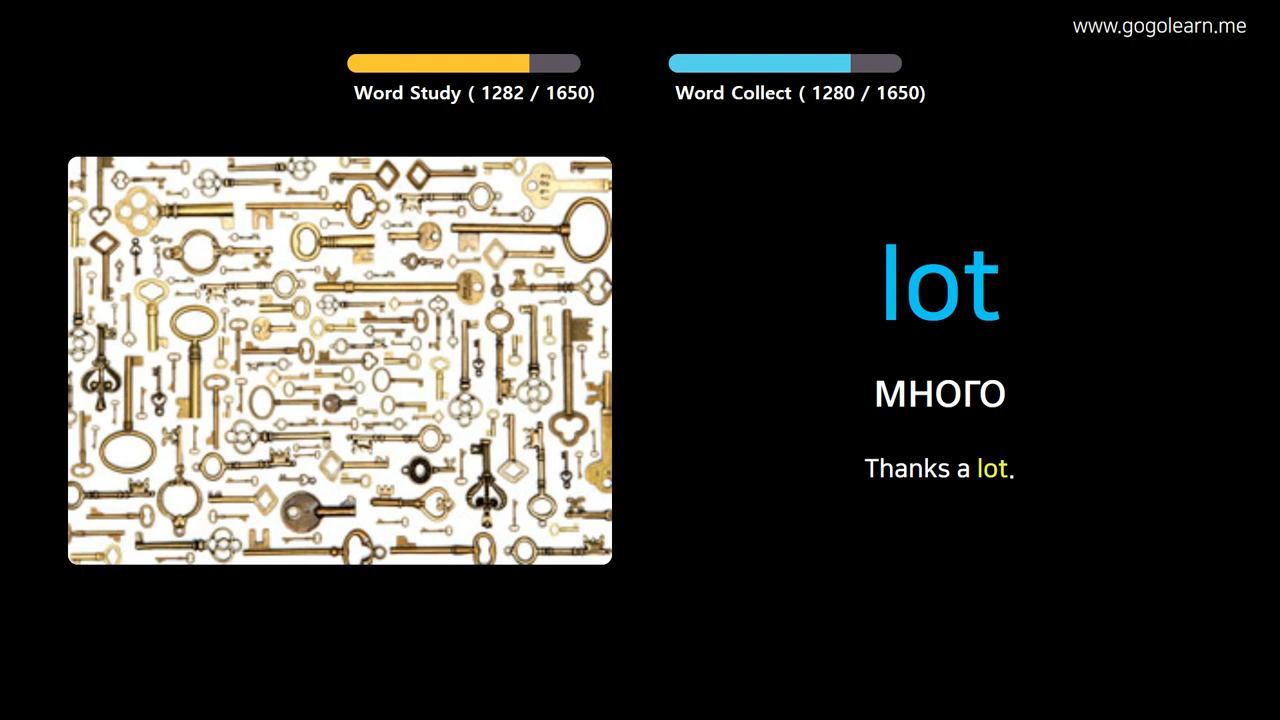 www.gogolearn.me
Word Study ( 1282 / 1650)
Word Collect ( 1280 / 1650)
lot
много
Thanks a lot.